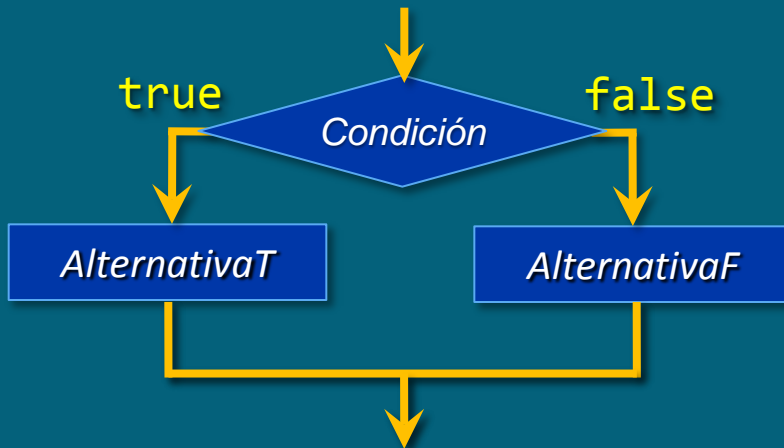 true
false
Condición
AlternativaT
AlternativaF